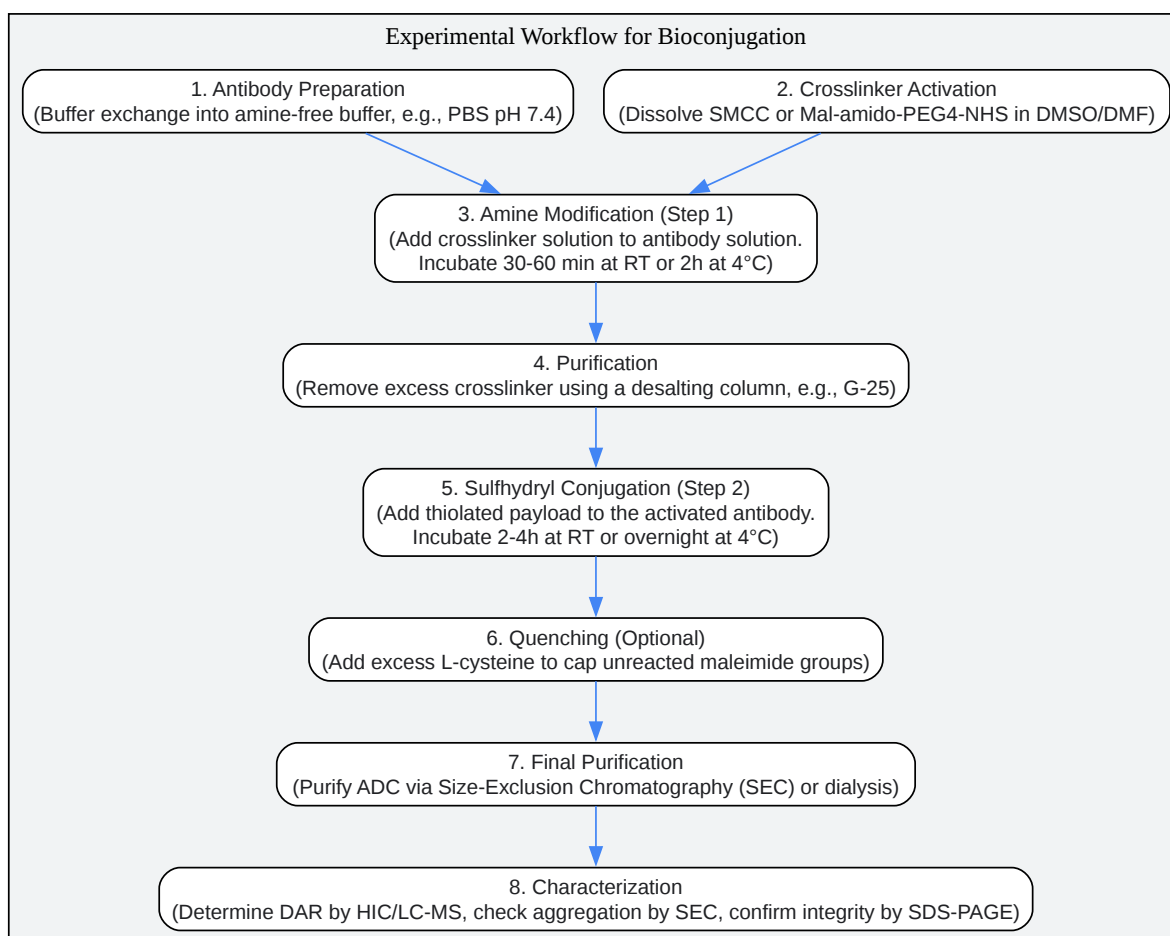 Experimental Workflow for Bioconjugation
1. Antibody Preparation
(Buffer exchange into amine-free buffer, e.g., PBS pH 7.4)
2. Crosslinker Activation
(Dissolve SMCC or Mal-amido-PEG4-NHS in DMSO/DMF)
3. Amine Modification (Step 1)
(Add crosslinker solution to antibody solution.
Incubate 30-60 min at RT or 2h at 4°C)
4. Purification
(Remove excess crosslinker using a desalting column, e.g., G-25)
5. Sulfhydryl Conjugation (Step 2)
(Add thiolated payload to the activated antibody.
Incubate 2-4h at RT or overnight at 4°C)
6. Quenching (Optional)
(Add excess L-cysteine to cap unreacted maleimide groups)
7. Final Purification
(Purify ADC via Size-Exclusion Chromatography (SEC) or dialysis)
8. Characterization
(Determine DAR by HIC/LC-MS, check aggregation by SEC, confirm integrity by SDS-PAGE)